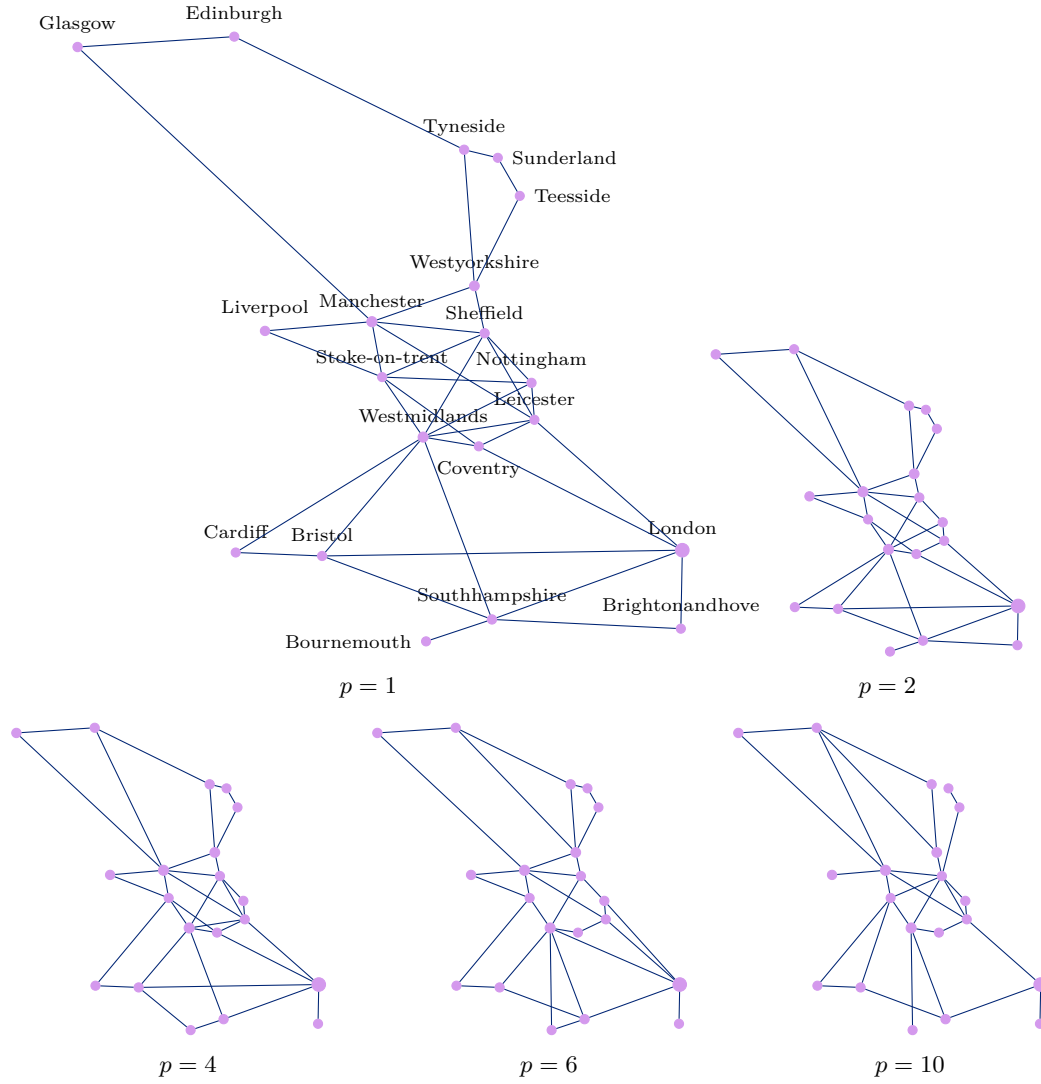 Edinburgh
Glasgow
Tyneside
Sunderland
Teesside
Westyorkshire
Manchester
Liverpool
Sheffield
Stoke-on-trent
Nottingham
Leicester
Westmidlands
Coventry
Cardiff
Bristol
London
Southhampshire
Brightonandhove
Bournemouth
p = 1
p = 2
p = 4
p = 6
p = 10